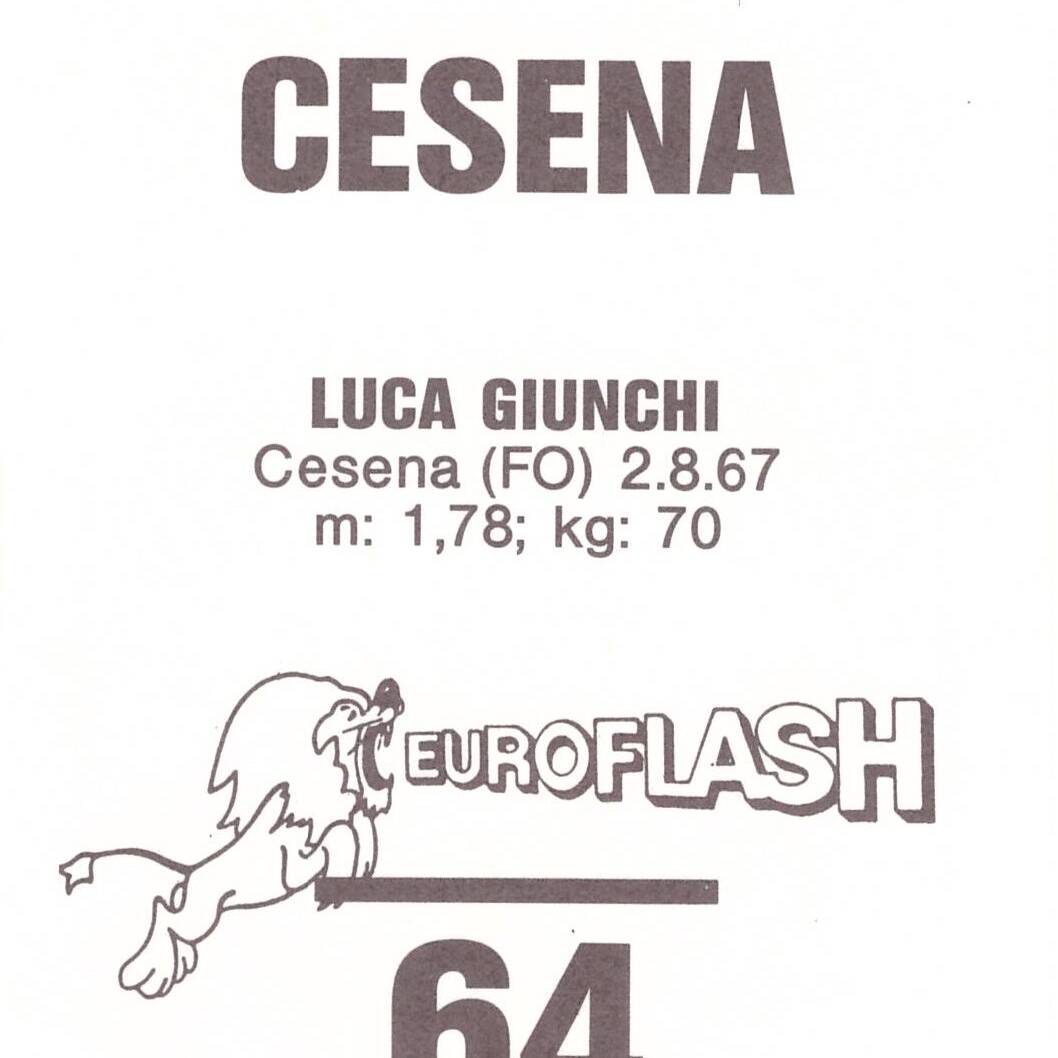 CESENA
LUCA GIUNCHI
Cesena (FO) 2.8.67
m: 1,78; kg: 70
EUROFLASH
64